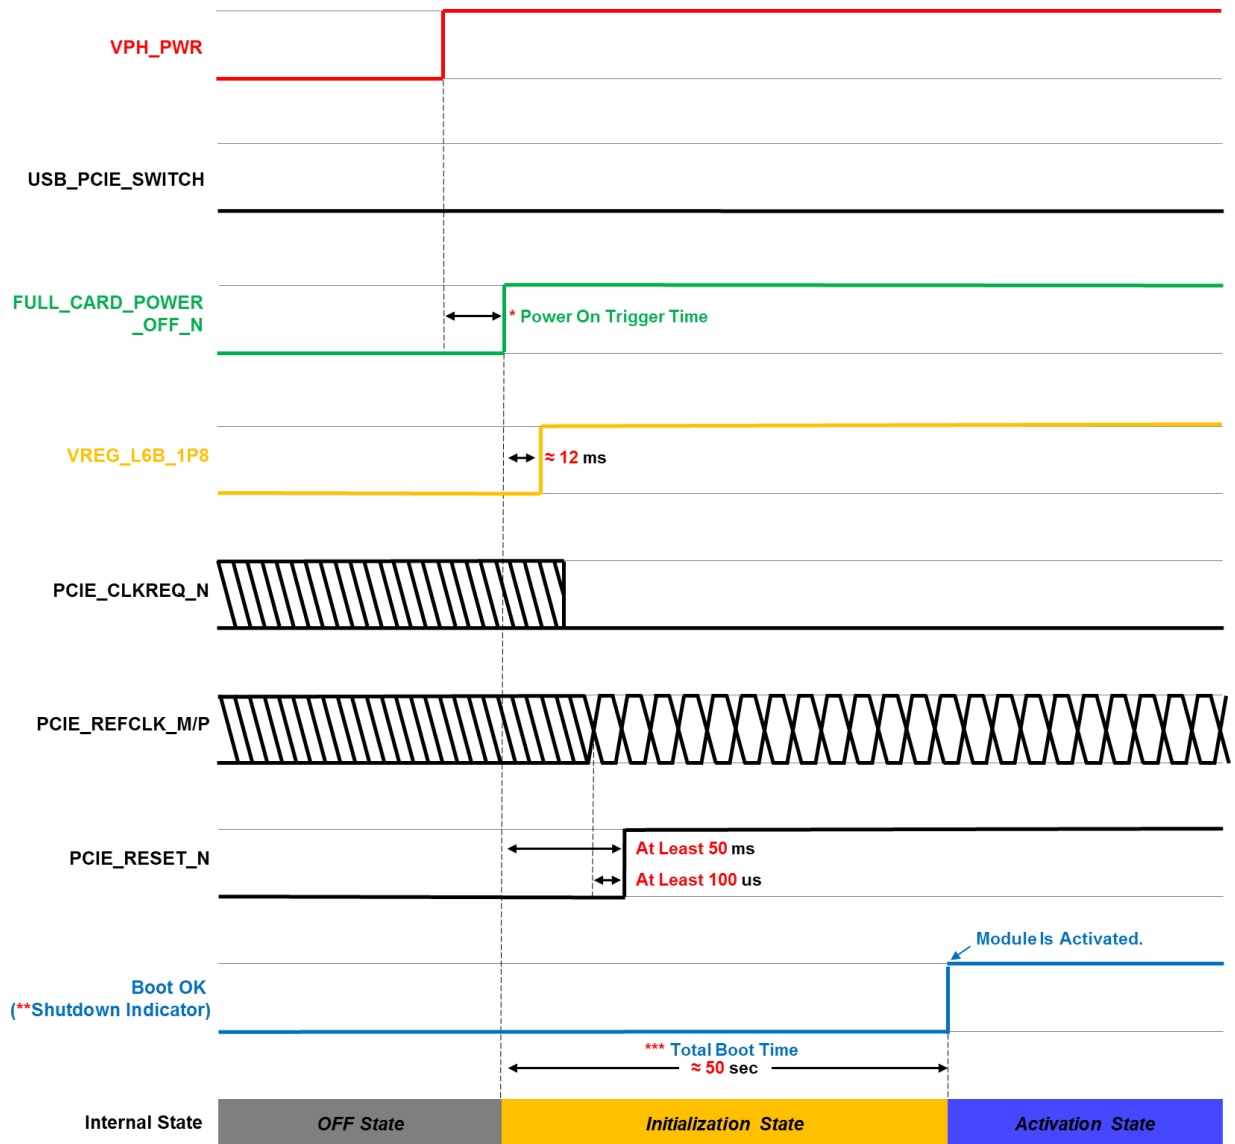 VPH_PWR
USB_PCIE_SWITCH
FULL_CARD_POWER
_OFF_N
* Power On Trigger Time
VREG_L6B_1P8
≈ 12 ms
PCIE_CLKREQ_N
PCIE_REFCLK_M/P
PCIE_RESET_N
At Least 50 ms
At Least 100 us
Module Is Activated.
Boot OK
(**Shutdown Indicator)
*** Total Boot Time
≈ 50 sec
Internal State
OFF State
Initialization State
Activation State